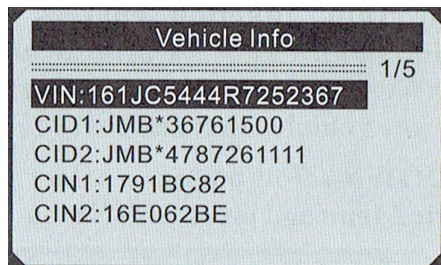 Vehicle Info
1/5
VIN:161JC5444R7252367
CID1:JMB*36761500
CID2:JMB*4787261111
CIN1:1791BC82
CIN2:16E062BE